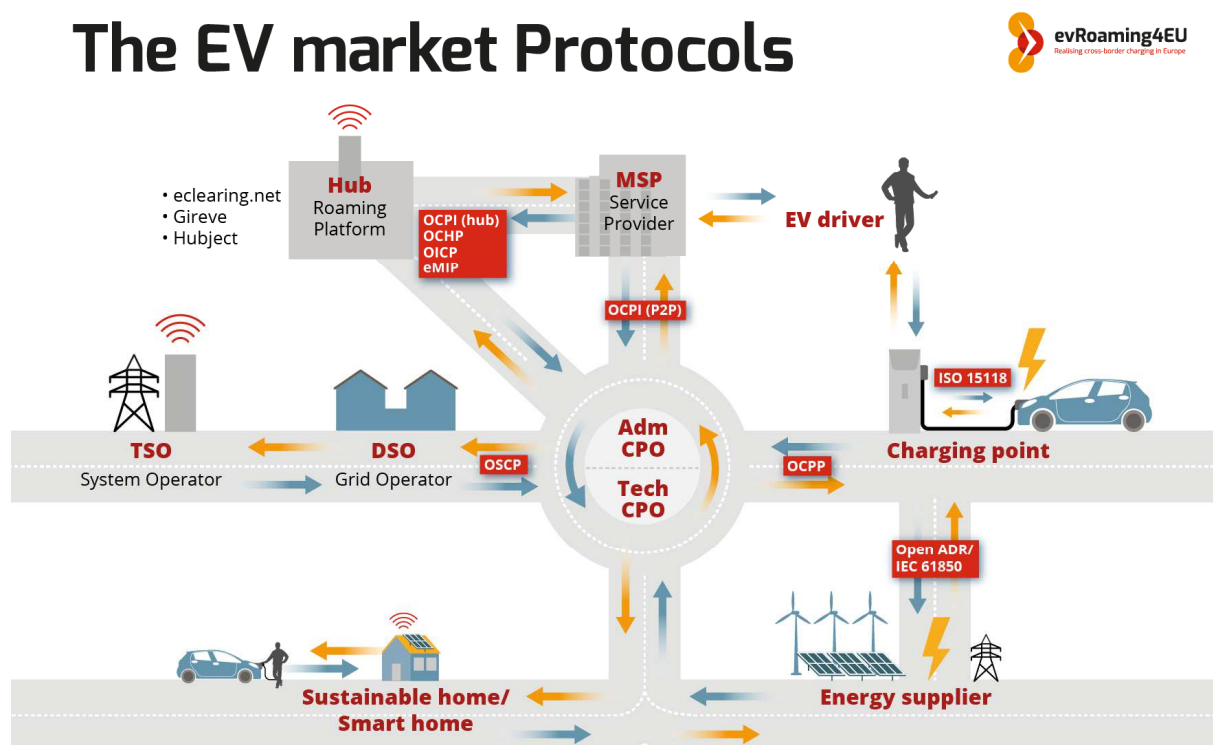 The EV market Protocols
evRoaming4EU
Realising cross-border charging in Europe
• eclearing.net
• Gireve
• Hubject
Hub
Roaming
Platform
MSP
Service
Provider
EV driver
OCPI (hub)
OCHP
OICP
eMIP
OCPI (P2P)
ISO 15118
TSO
System Operator
DSO
Grid Operator
OSCP
Adm
CPO
Tech
CPO
OCPP
Charging point
Open ADR/
IEC 61850
Sustainable home/
Smart home
Energy supplier